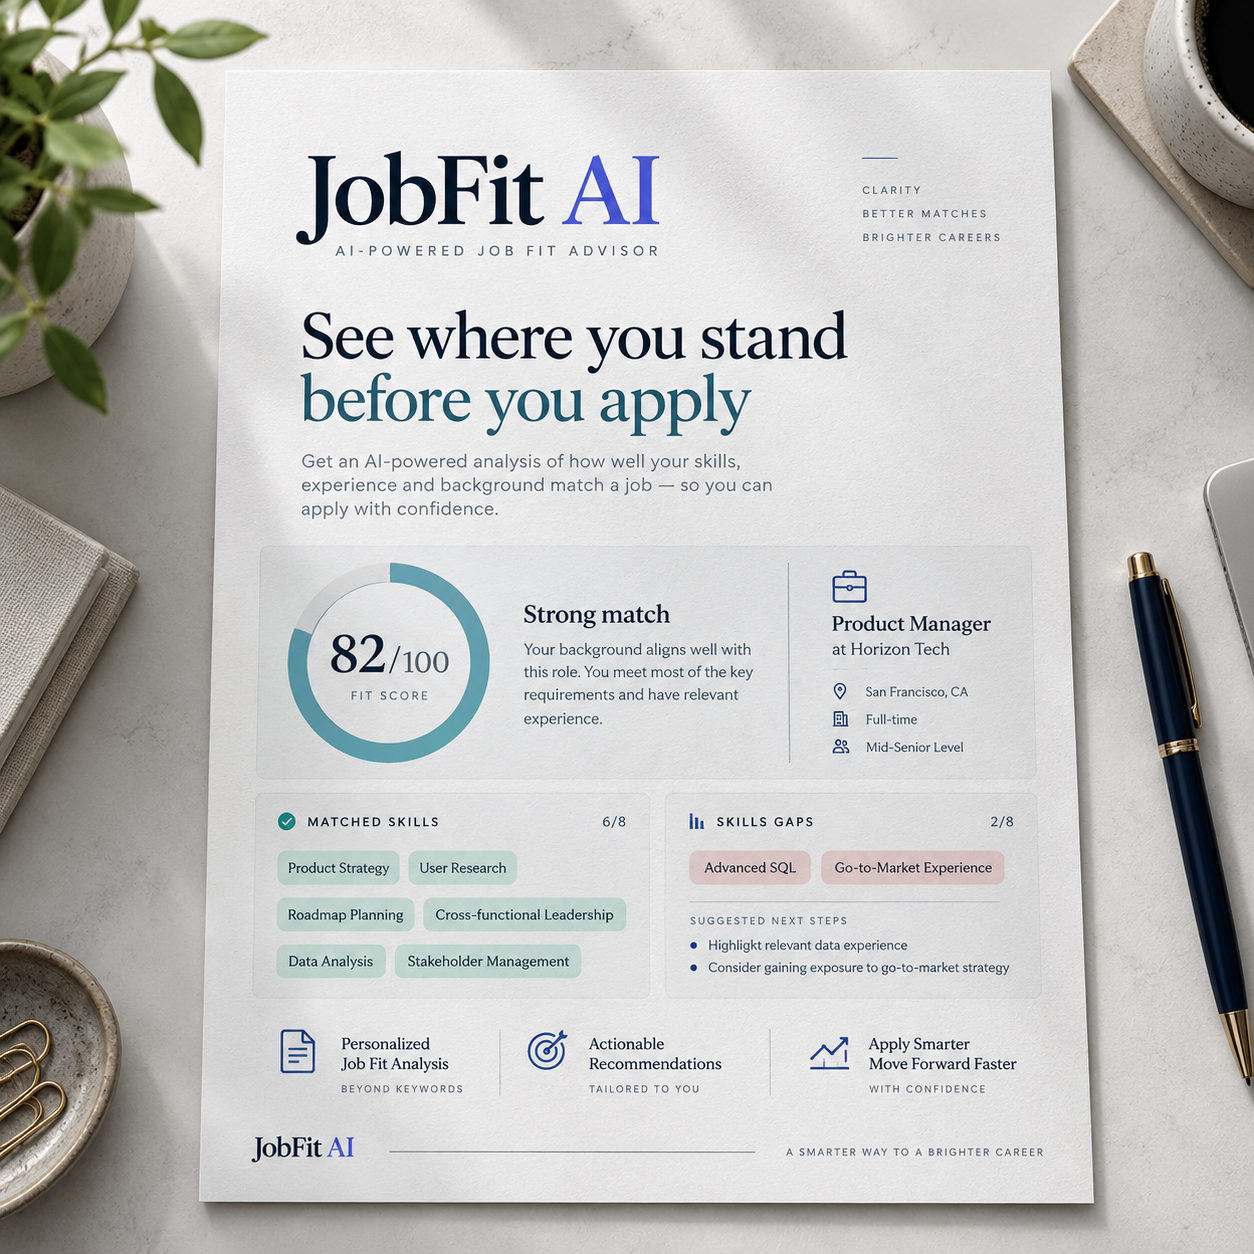 JobFit AI
AI-POWERED JOB FIT ADVISOR
CLARITY
BETTER MATCHES
BRIGHTER CAREERS
See where you stand
before you apply
Get an AI-powered analysis of how well your skills,
experience and background match a job — so you can
apply with confidence.
82/100
FIT SCORE
Strong match
Your background aligns well with
this role. You meet most of the key
requirements and have relevant
experience.
Product Manager
at Horizon Tech
San Francisco, CA
Full-time
Mid-Senior Level
MATCHED SKILLS 6/8
Product Strategy User Research
Roadmap Planning Cross-functional Leadership
Data Analysis Stakeholder Management
SKILLS GAPS 2/8
Advanced SQL Go-to-Market Experience
SUGGESTED NEXT STEPS
• Highligkt relevant data experience
• Consider gaining exposure to go-to-market strategy
Personalized
Job Fit Analysis
BEYOND KEYWORDS
Actionable
Recommendations
TAILORED TO YOU
Apply Smarter
Move Forward Faster
WITH CONFIDENCE
JobFit AI
A SMARTER WAY TO A BRIGHTER CAREER